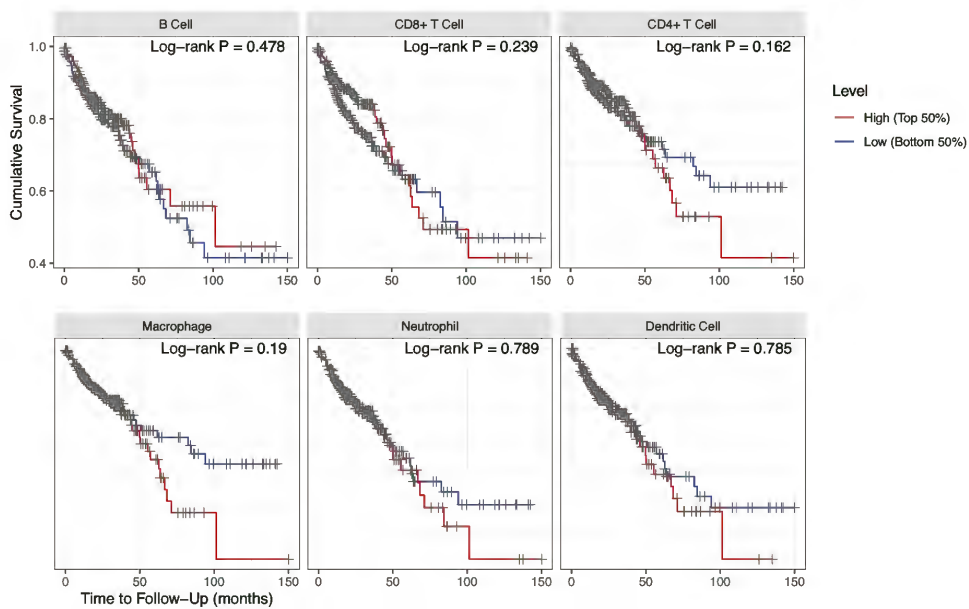 B Cell
CD8+ T Cell
CD4+ T Cell
Log-rank P = 0.478
Log-rank P = 0.239
Log-rank P = 0.162
1.0
0.8
0.6
0.4
Cumulative Survival
0 50 100 150
0 50 100 150
0 50 100 150
Level
High (Top 50%)
Low (Bottom 50%)
Macrophage
Neutrophil
Dendritic Cell
Log-rank P = 0.19
Log-rank P = 0.789
Log-rank P = 0.785
0 50 100 150
0 50 100 150
0 50 100 150
Time to Follow-Up (months)